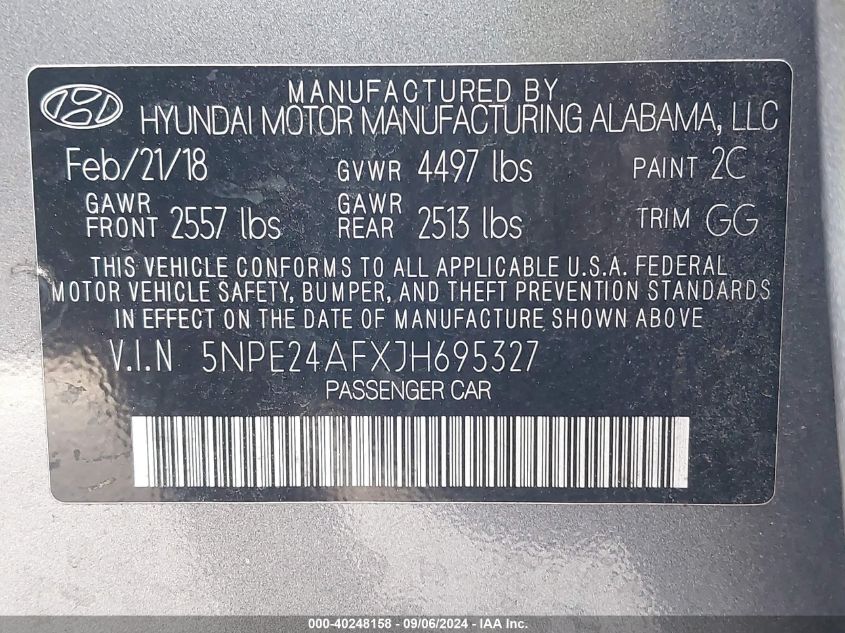 MANUFACTURED BY
HYUNDAI MOTOR MANUFACTURING ALABAMA, LLC
Feb/21/18 GVWR 4497 lbs PAINT 2C
GAWR FRONT 2557 lbs GAWR REAR 2513 lbs TRIM GG
THIS VEHICLE CONFORMS TO ALL APPLICABLE U.S.A. FEDERAL
MOTOR VEHICLE SAFETY, BUMPER, AND THEFT PREVENTION STANDARDS
IN EFFECT ON THE DATE OF MANUFACTURE SHOWN ABOVE
V.I.N 5NPE24AFXJH695327
PASSENGER CAR
000-40248158 - 09/06/2024 - IAA Inc.